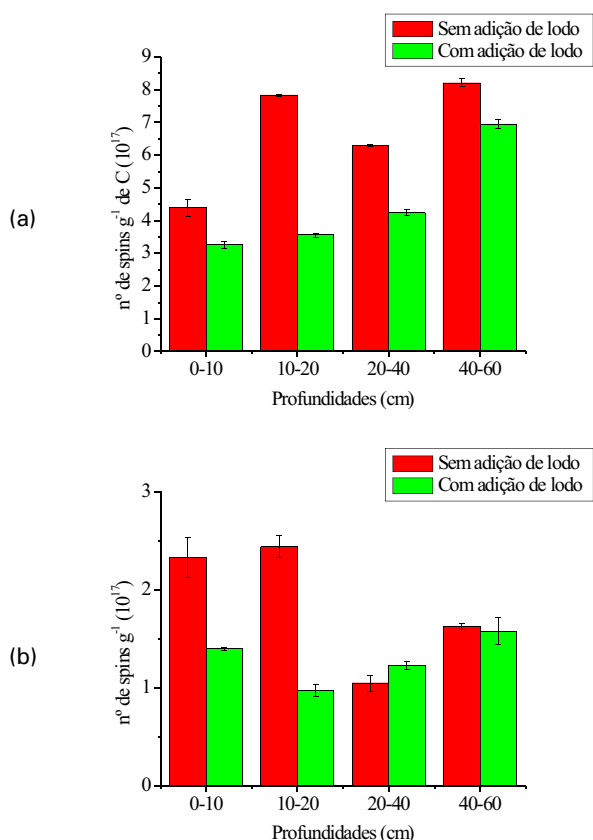 Sem adição de lodo
Com adição de lodo
9
8
7
6
5
4
3
2
1
0
nº de spins g⁻¹ de C (10¹⁷)
(a)
0-10 10-20 20-40 40-60
Profundidades (cm)
Sem adição de lodo
Com adição de lodo
3
2
1
0
nº de spins g⁻¹ (10¹⁷)
(b)
0-10 10-20 20-40 40-60
Profundidades (cm)